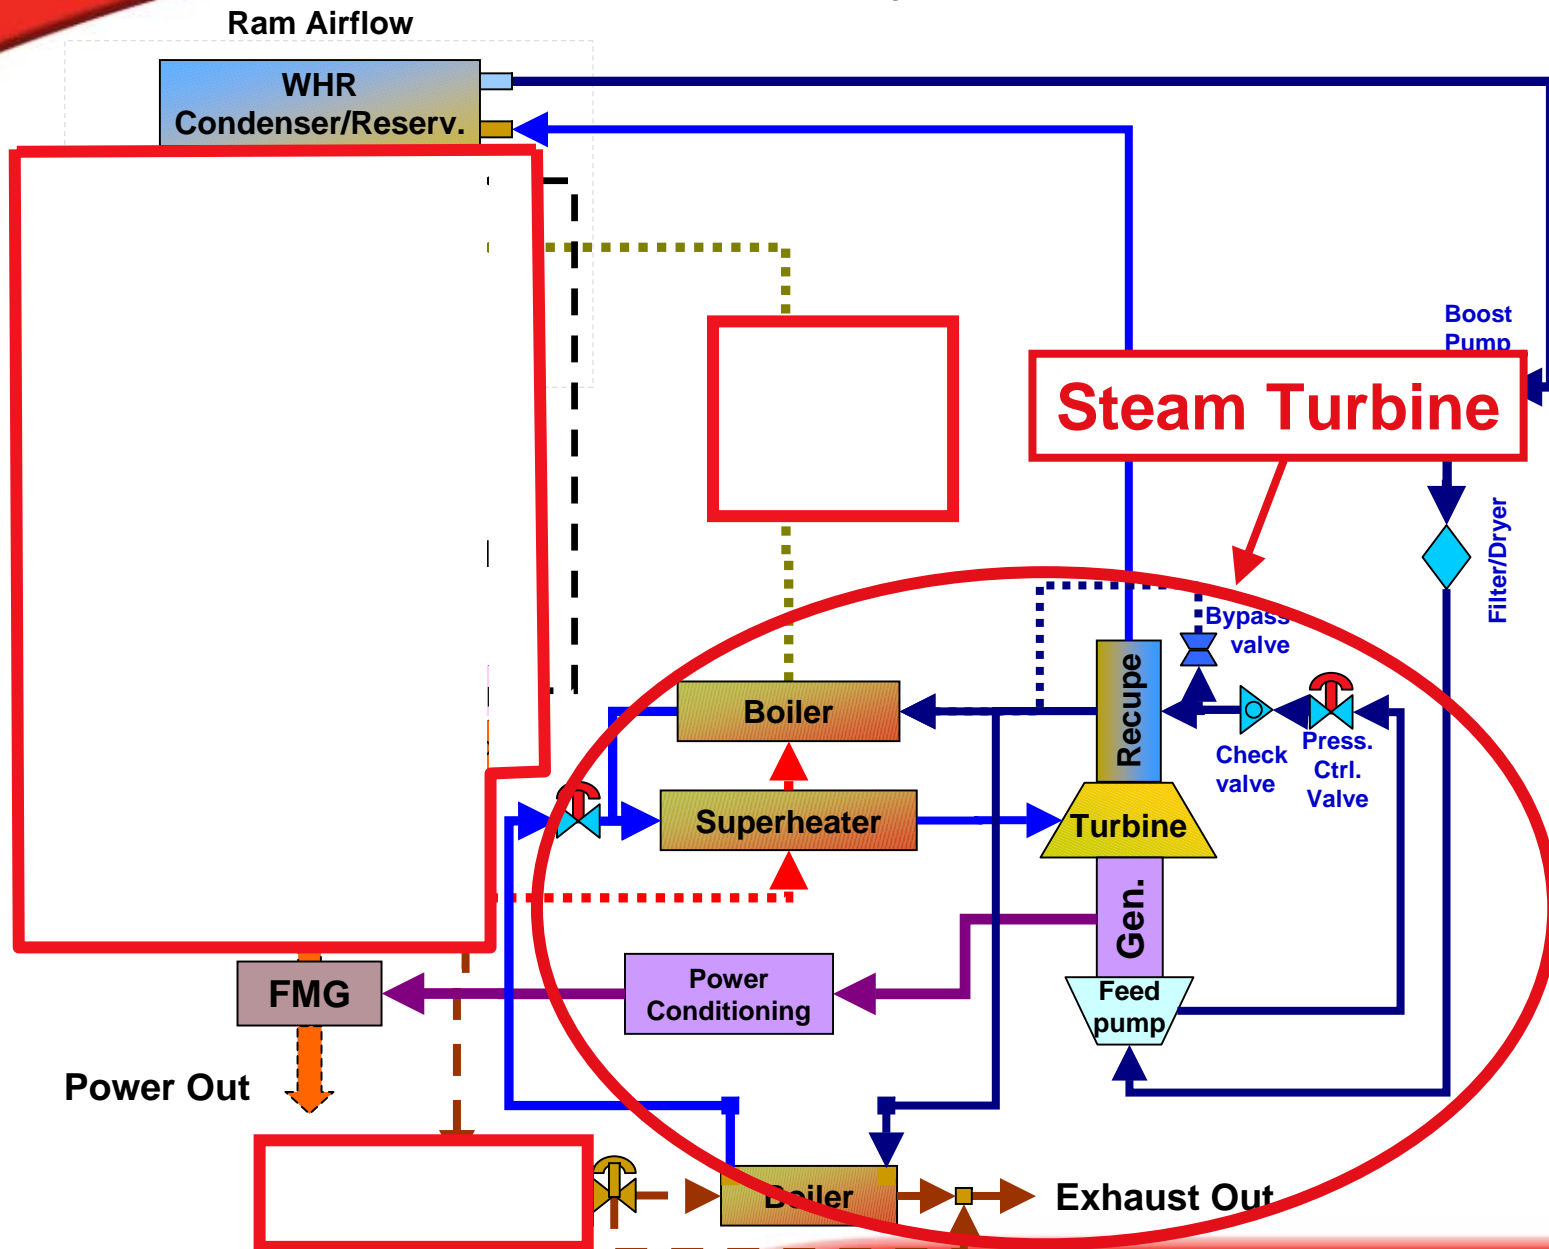 Ram Airflow
WHR
Condenser/Reserv.
Boost
Pump
Steam Turbine
Filter/Dryer
Bypass
valve
Recupe
Boiler
Check
valve
Press.
Ctrl.
Valve
Superheater
Turbine
Gen.
Power
Conditioning
FMG
Feed
pump
Power Out
Boiler
Exhaust Out